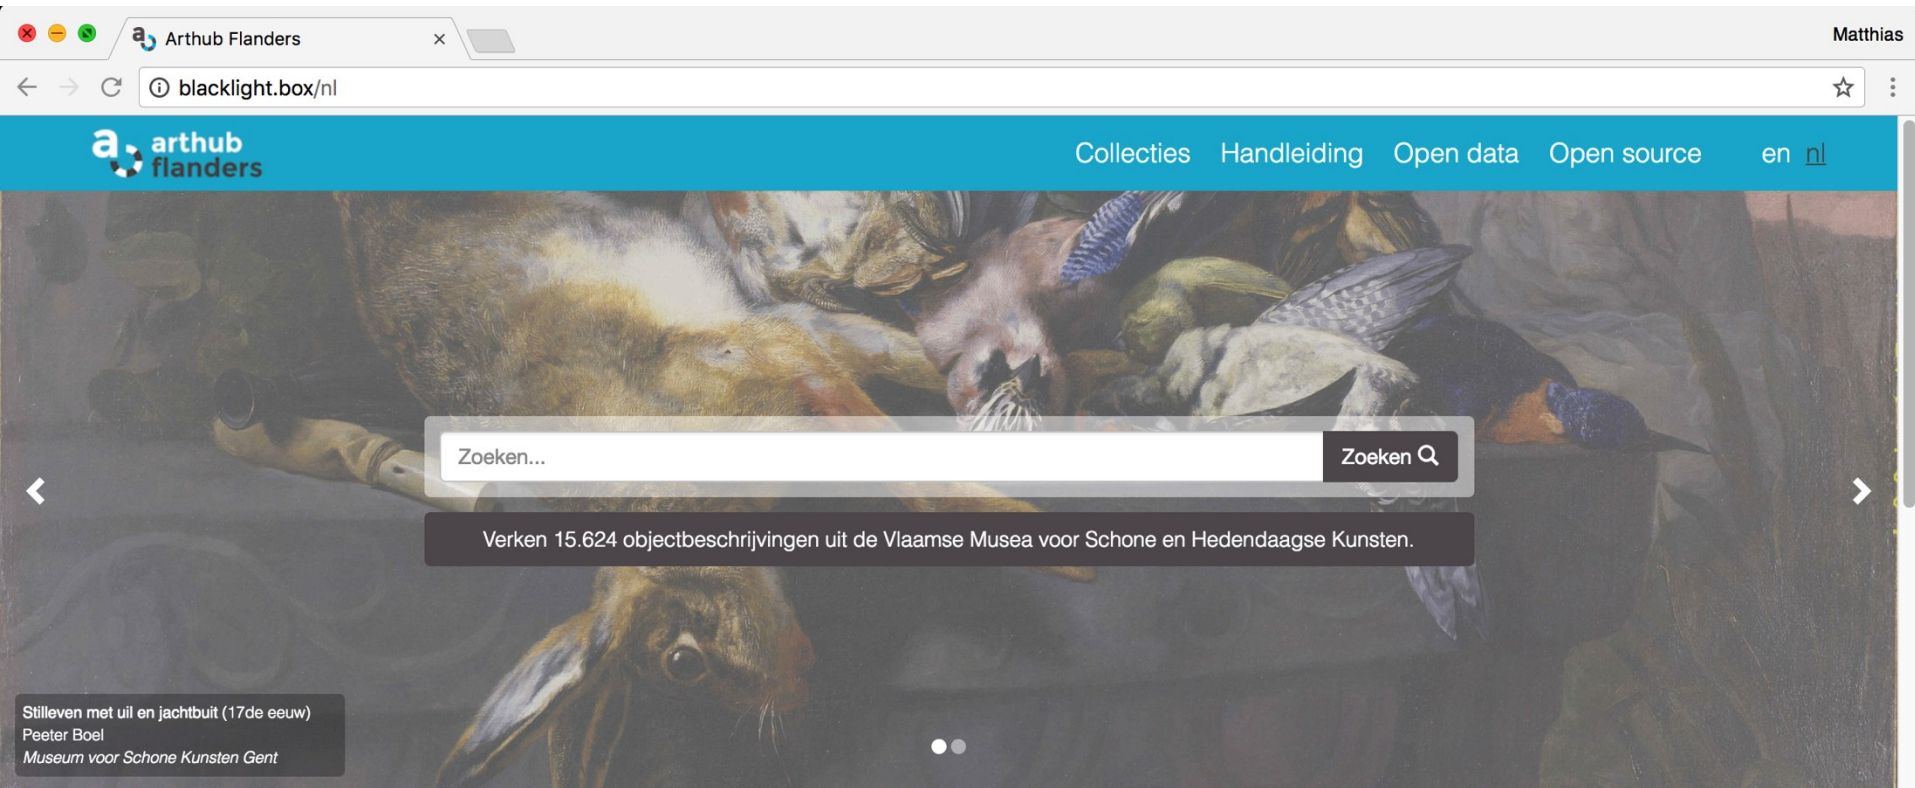 Arthub Flanders
Matthias
blacklight.box/nl
arthub
flanders
Collecties Handleiding Open data Open source en nl
Zoeken...
Zoeken
Verken 15.624 objectbeschrijvingen uit de Vlaamse Musea voor Schone en Hedendaagse Kunsten.
Stilleven met uil en jachtbuit (17de eeuw)
Peeter Boel
Museum voor Schone Kunsten Gent